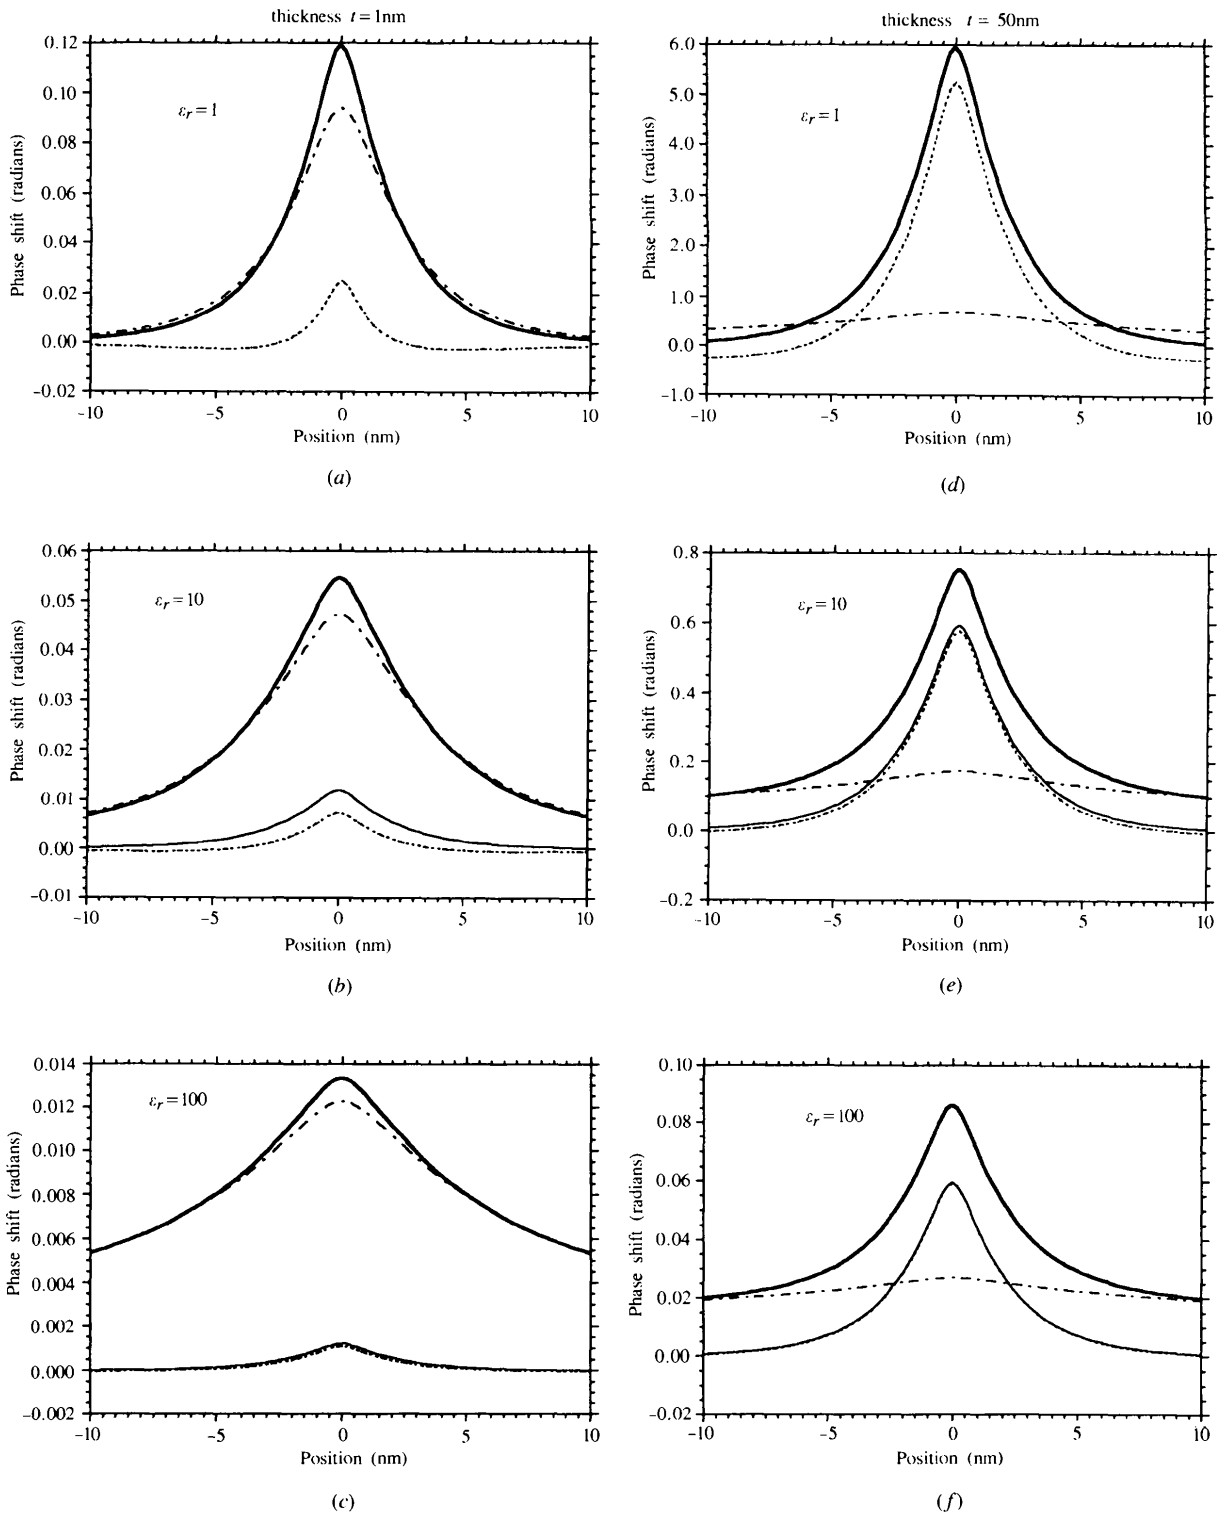 thickness t = 1nm
Phase shift (radians)
0.12
0.10
0.08
0.06
0.04
0.02
0.00
−0.02
εr = 1
−10 −5 0 5 10
Position (nm)
(a)
thickness t = 50nm
Phase shift (radians)
6.0
5.0
4.0
3.0
2.0
1.0
0.0
−1.0
εr = 1
−10 −5 0 5 10
Position (nm)
(d)
Phase shift (radians)
0.06
0.05
0.04
0.03
0.02
0.01
0.00
−0.01
εr = 10
−10 −5 0 5 10
Position (nm)
(b)
Phase shift (radians)
0.8
0.6
0.4
0.2
0.0
−0.2
εr = 10
−10 −5 0 5 10
Position (nm)
(e)
Phase shift (radians)
0.014
0.012
0.010
0.008
0.006
0.004
0.002
0.000
−0.002
εr = 100
−10 −5 0 5 10
Position (nm)
(c)
Phase shift (radians)
0.10
0.08
0.06
0.04
0.02
0.00
−0.02
εr = 100
−10 −5 0 5 10
Position (nm)
(f)